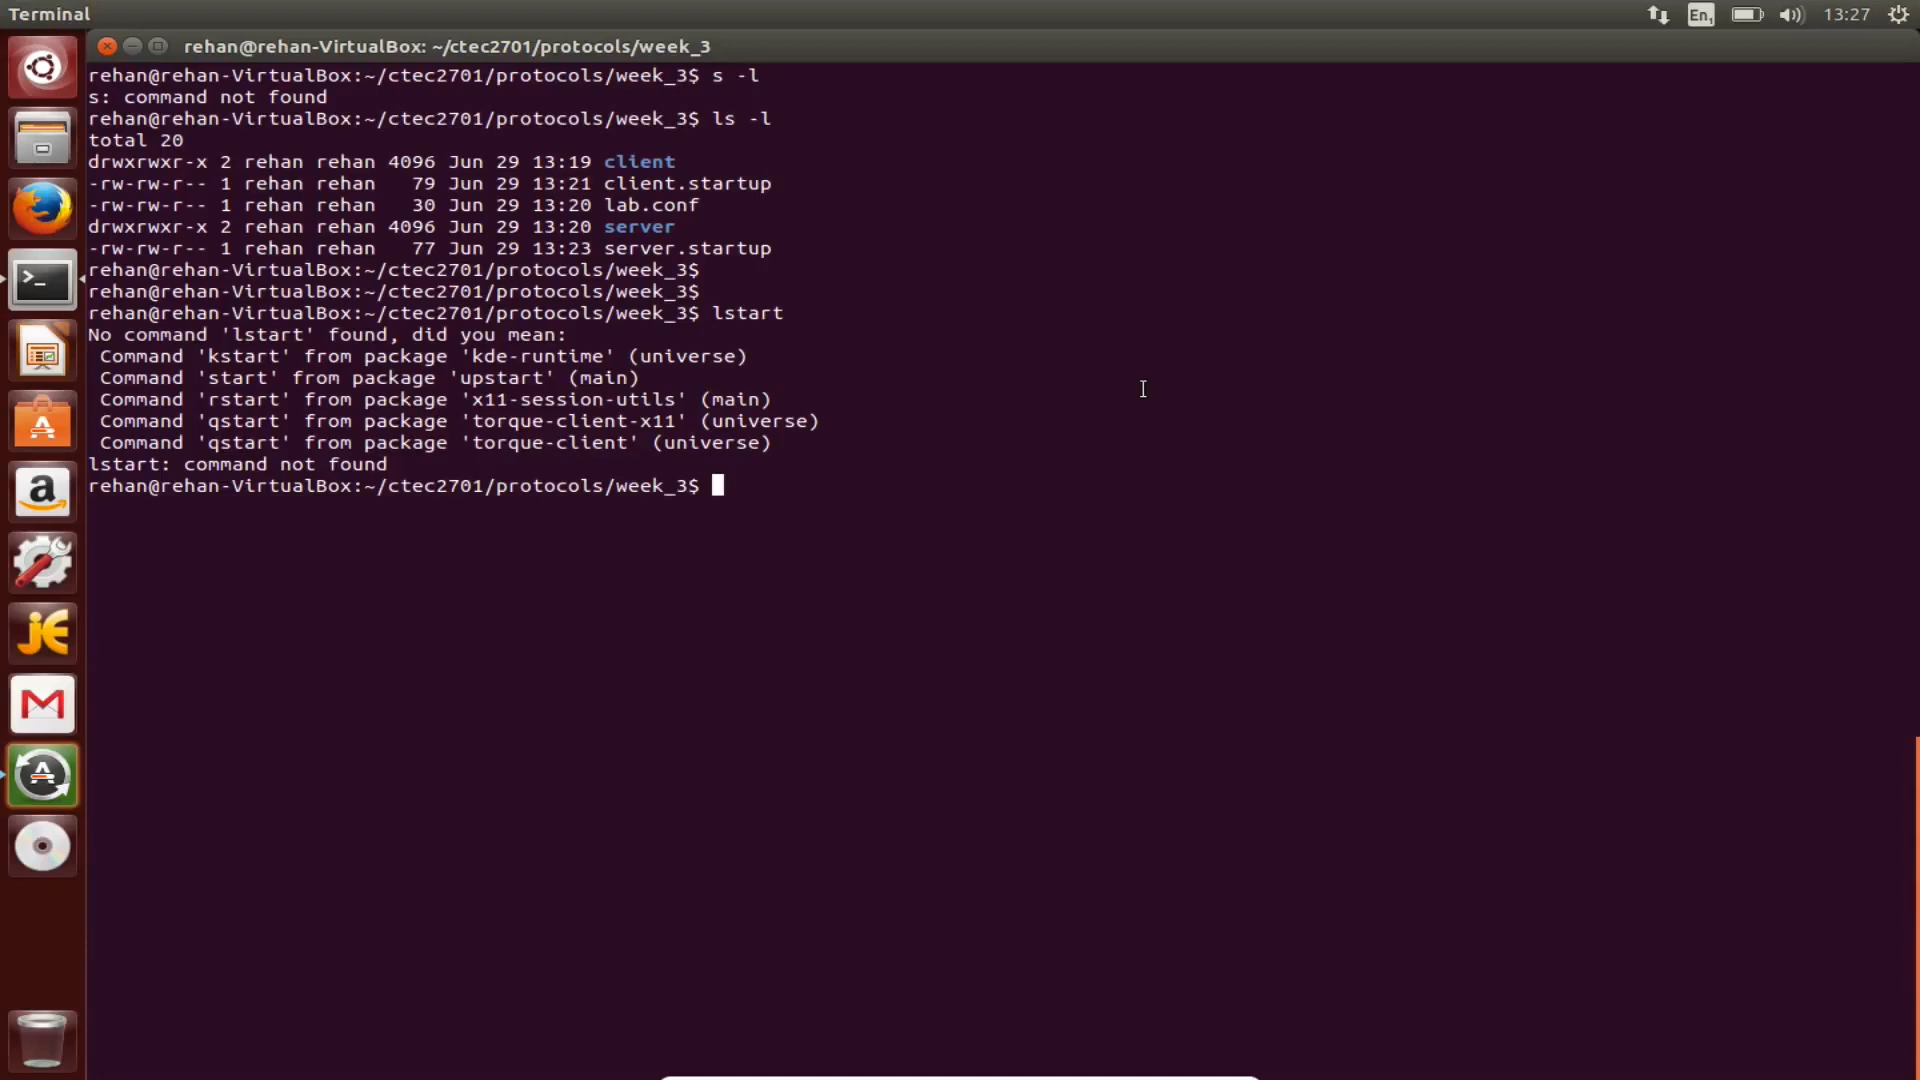 Terminal
En1
13:27
rehan@rehan-VirtualBox: ~/ctec2701/protocols/week_3
rehan@rehan-VirtualBox:~/ctec2701/protocols/week_3$ s -l
s: command not found
rehan@rehan-VirtualBox:~/ctec2701/protocols/week_3$ ls -l
total 20
drwxrwxr-x 2 rehan rehan 4096 Jun 29 13:19 client
-rw-rw-r-- 1 rehan rehan   79 Jun 29 13:21 client.startup
-rw-rw-r-- 1 rehan rehan   30 Jun 29 13:20 lab.conf
drwxrwxr-x 2 rehan rehan 4096 Jun 29 13:20 server
-rw-rw-r-- 1 rehan rehan   77 Jun 29 13:23 server.startup
rehan@rehan-VirtualBox:~/ctec2701/protocols/week_3$
rehan@rehan-VirtualBox:~/ctec2701/protocols/week_3$
rehan@rehan-VirtualBox:~/ctec2701/protocols/week_3$ lstart
No command 'lstart' found, did you mean:
 Command 'kstart' from package 'kde-runtime' (universe)
 Command 'start' from package 'upstart' (main)
 Command 'rstart' from package 'x11-session-utils' (main)
 Command 'qstart' from package 'torque-client-x11' (universe)
 Command 'qstart' from package 'torque-client' (universe)
lstart: command not found
rehan@rehan-VirtualBox:~/ctec2701/protocols/week_3$